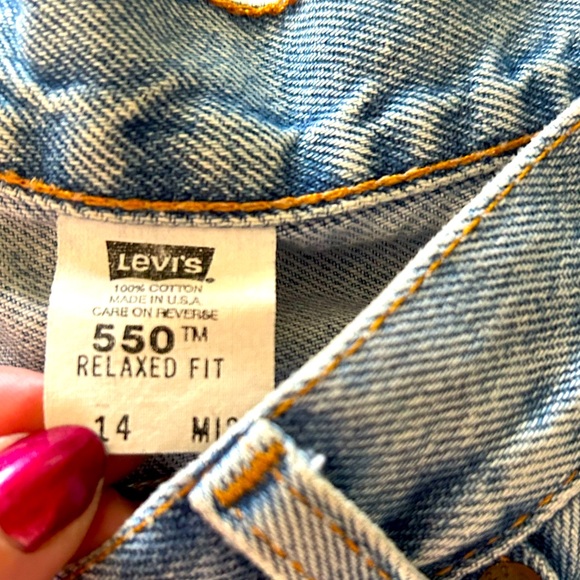 Levi's
100% COTTON
MADE IN U.S.A
CARE ON REVERSE
550™
RELAXED FIT
14